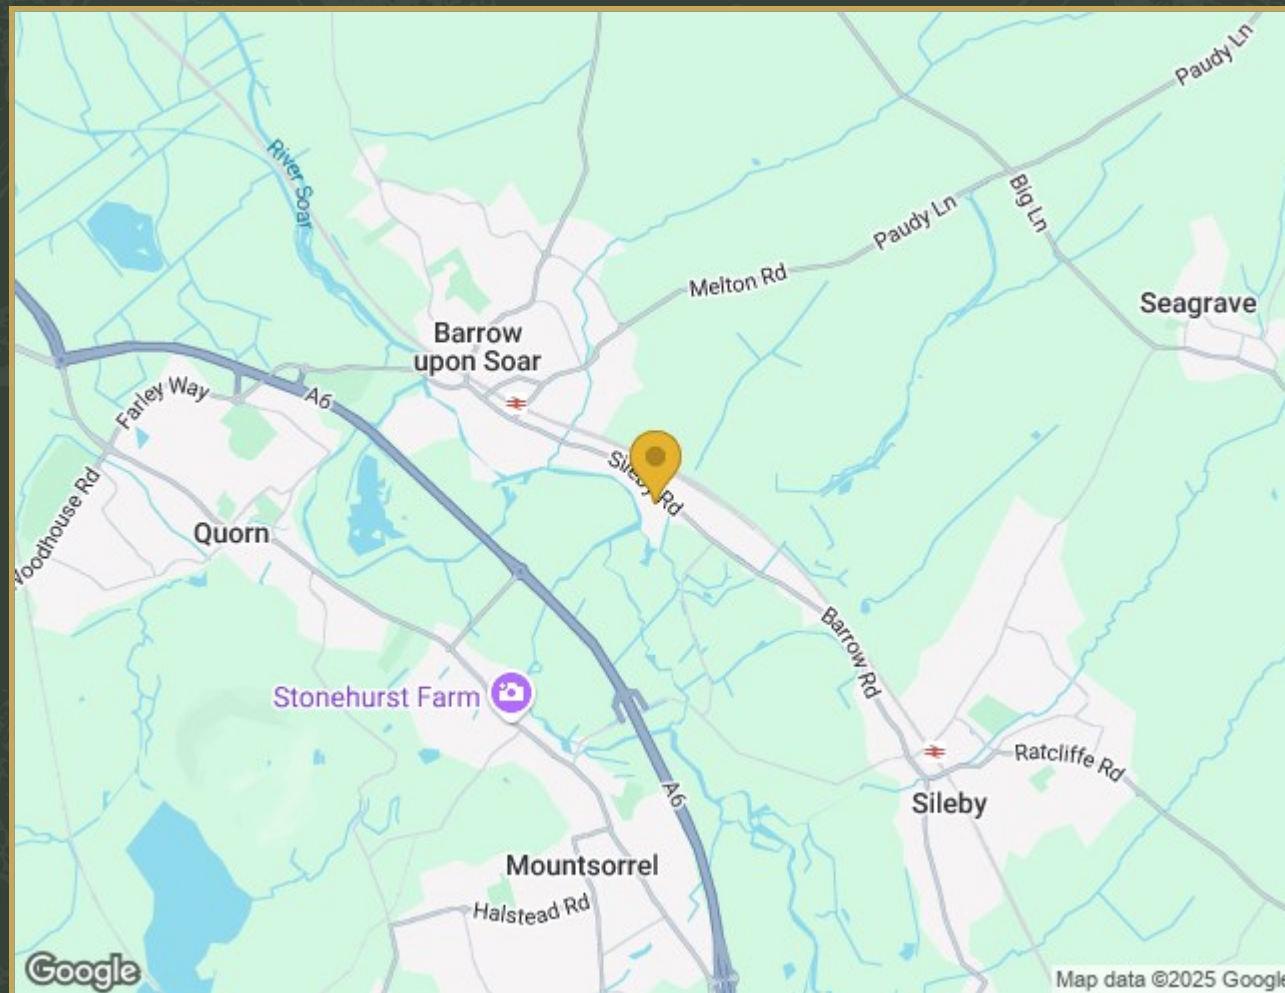 Paudy Ln
River Soar
Big Ln
Paudy Ln
Melton Rd
Seagrave
Barrow
upon Soar
Farley Way
A6
Sileby Rd
Woodhouse Rd
Quorn
Barrow Rd
Stonehurst Farm
Ratcliffe Rd
A6
Sileby
Mountsorrel
Halstead Rd
Google
Map data ©2025 Google